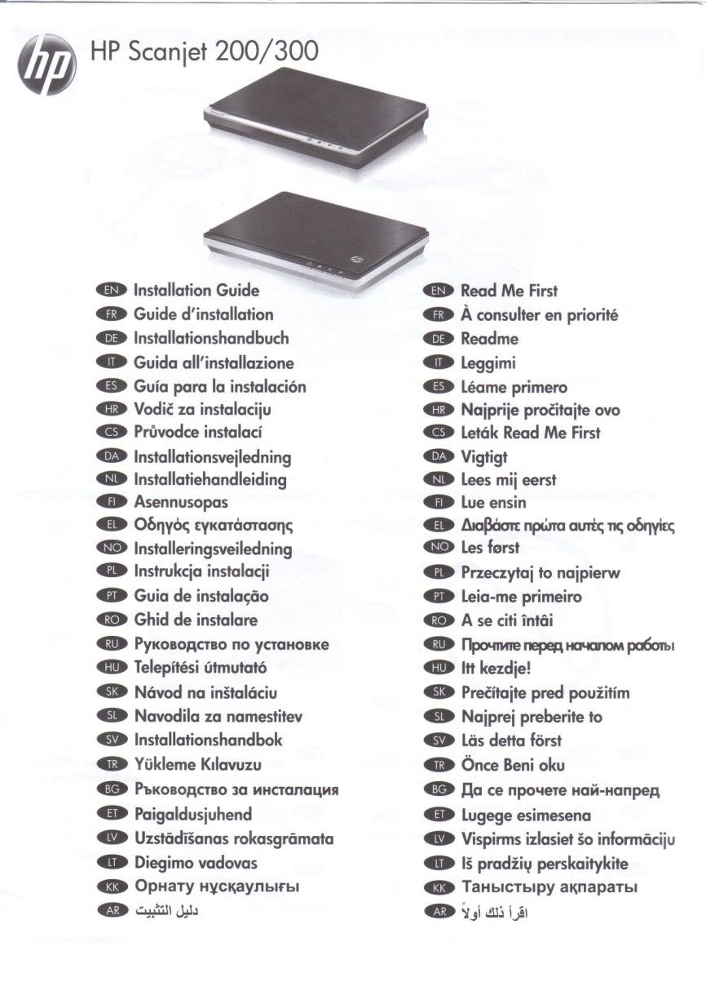 hp
HP Scanjet 200/300
EN Installation Guide
FR Guide d'installation
DE Installationshandbuch
IT Guida all'installazione
ES Guía para la instalación
HR Vodič za instalaciju
CS Průvodce instalací
DA Installationsvejledning
NL Installatiehandleiding
FI Asennusopas
EL Οδηγός εγκατάστασης
NO Installeringsveiledning
PL Instrukcja instalacji
PT Guia de instalação
RO Ghid de instalare
RU Руководство по установке
HU Telepítési útmutató
SK Návod na inštaláciu
SL Navodila za namestitev
SV Installationshandbok
TR Yükleme Kılavuzu
BG Ръководство за инсталация
ET Paigaldusjuhend
LV Uzstādīšanas rokasgrāmata
LT Diegimo vadovas
KK Орнату нұсқаулығы
AR دليل التثبيت
EN Read Me First
FR À consulter en priorité
DE Readme
IT Leggimi
ES Léame primero
HR Najprije pročitajte ovo
CS Leták Read Me First
DA Vigtigt
NL Lees mij eerst
FI Lue ensin
EL Διαβάστε πρώτα αυτές τις οδηγίες
NO Les først
PL Przeczytaj to najpierw
PT Leia-me primeiro
RO A se citi întâi
RU Прочтите перед началом работы
HU Itt kezdje!
SK Prečítajte pred použitím
SL Najprej preberite to
SV Läs detta först
TR Önce Beni oku
BG Да се прочете най-напред
ET Lugege esimesena
LV Vispirms izlasiet šo informāciju
LT Iš pradžių perskaitykite
KK Таныстыру ақпараты
AR اقرأ ذلك أولاً